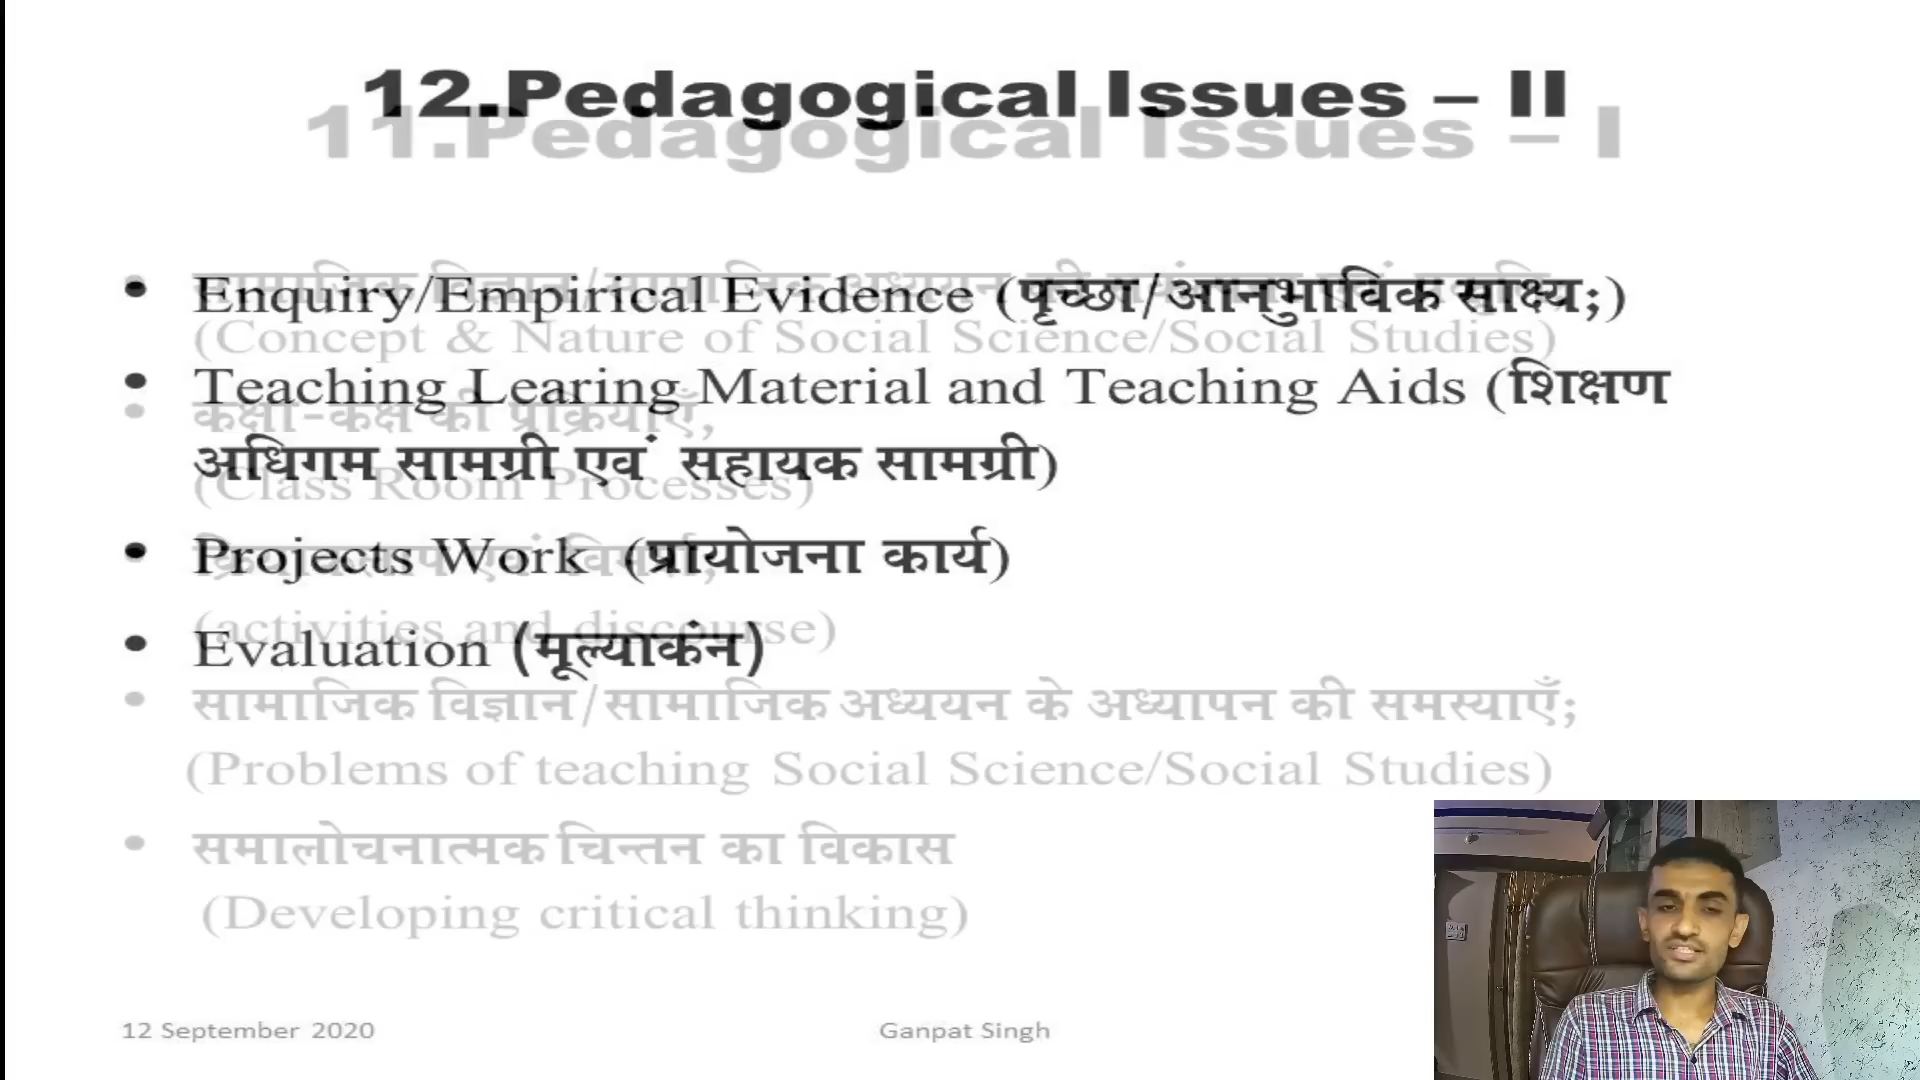 12.Pedagogical Issues – II
11.Pedagogical Issues – I
• Enquiry/Empirical Evidence (पृच्छा/आनुभाविक साक्ष्य;)
(Concept & Nature of Social Science/Social Studies)
• Teaching Learing Material and Teaching Aids (शिक्षण
• कक्षा-कक्ष की प्रक्रियाएँ,
अधिगम सामग्री एवं सहायक सामग्री)
(Class Room Processes)
• Projects Work (प्रायोजना कार्य)
(activities and discourse)
• Evaluation (मूल्याकंन)
• सामाजिक विज्ञान/सामाजिक अध्ययन के अध्यापन की समस्याएँ;
(Problems of teaching Social Science/Social Studies)
• समालोचनात्मक चिन्तन का विकास
(Developing critical thinking)
12 September 2020
Ganpat Singh